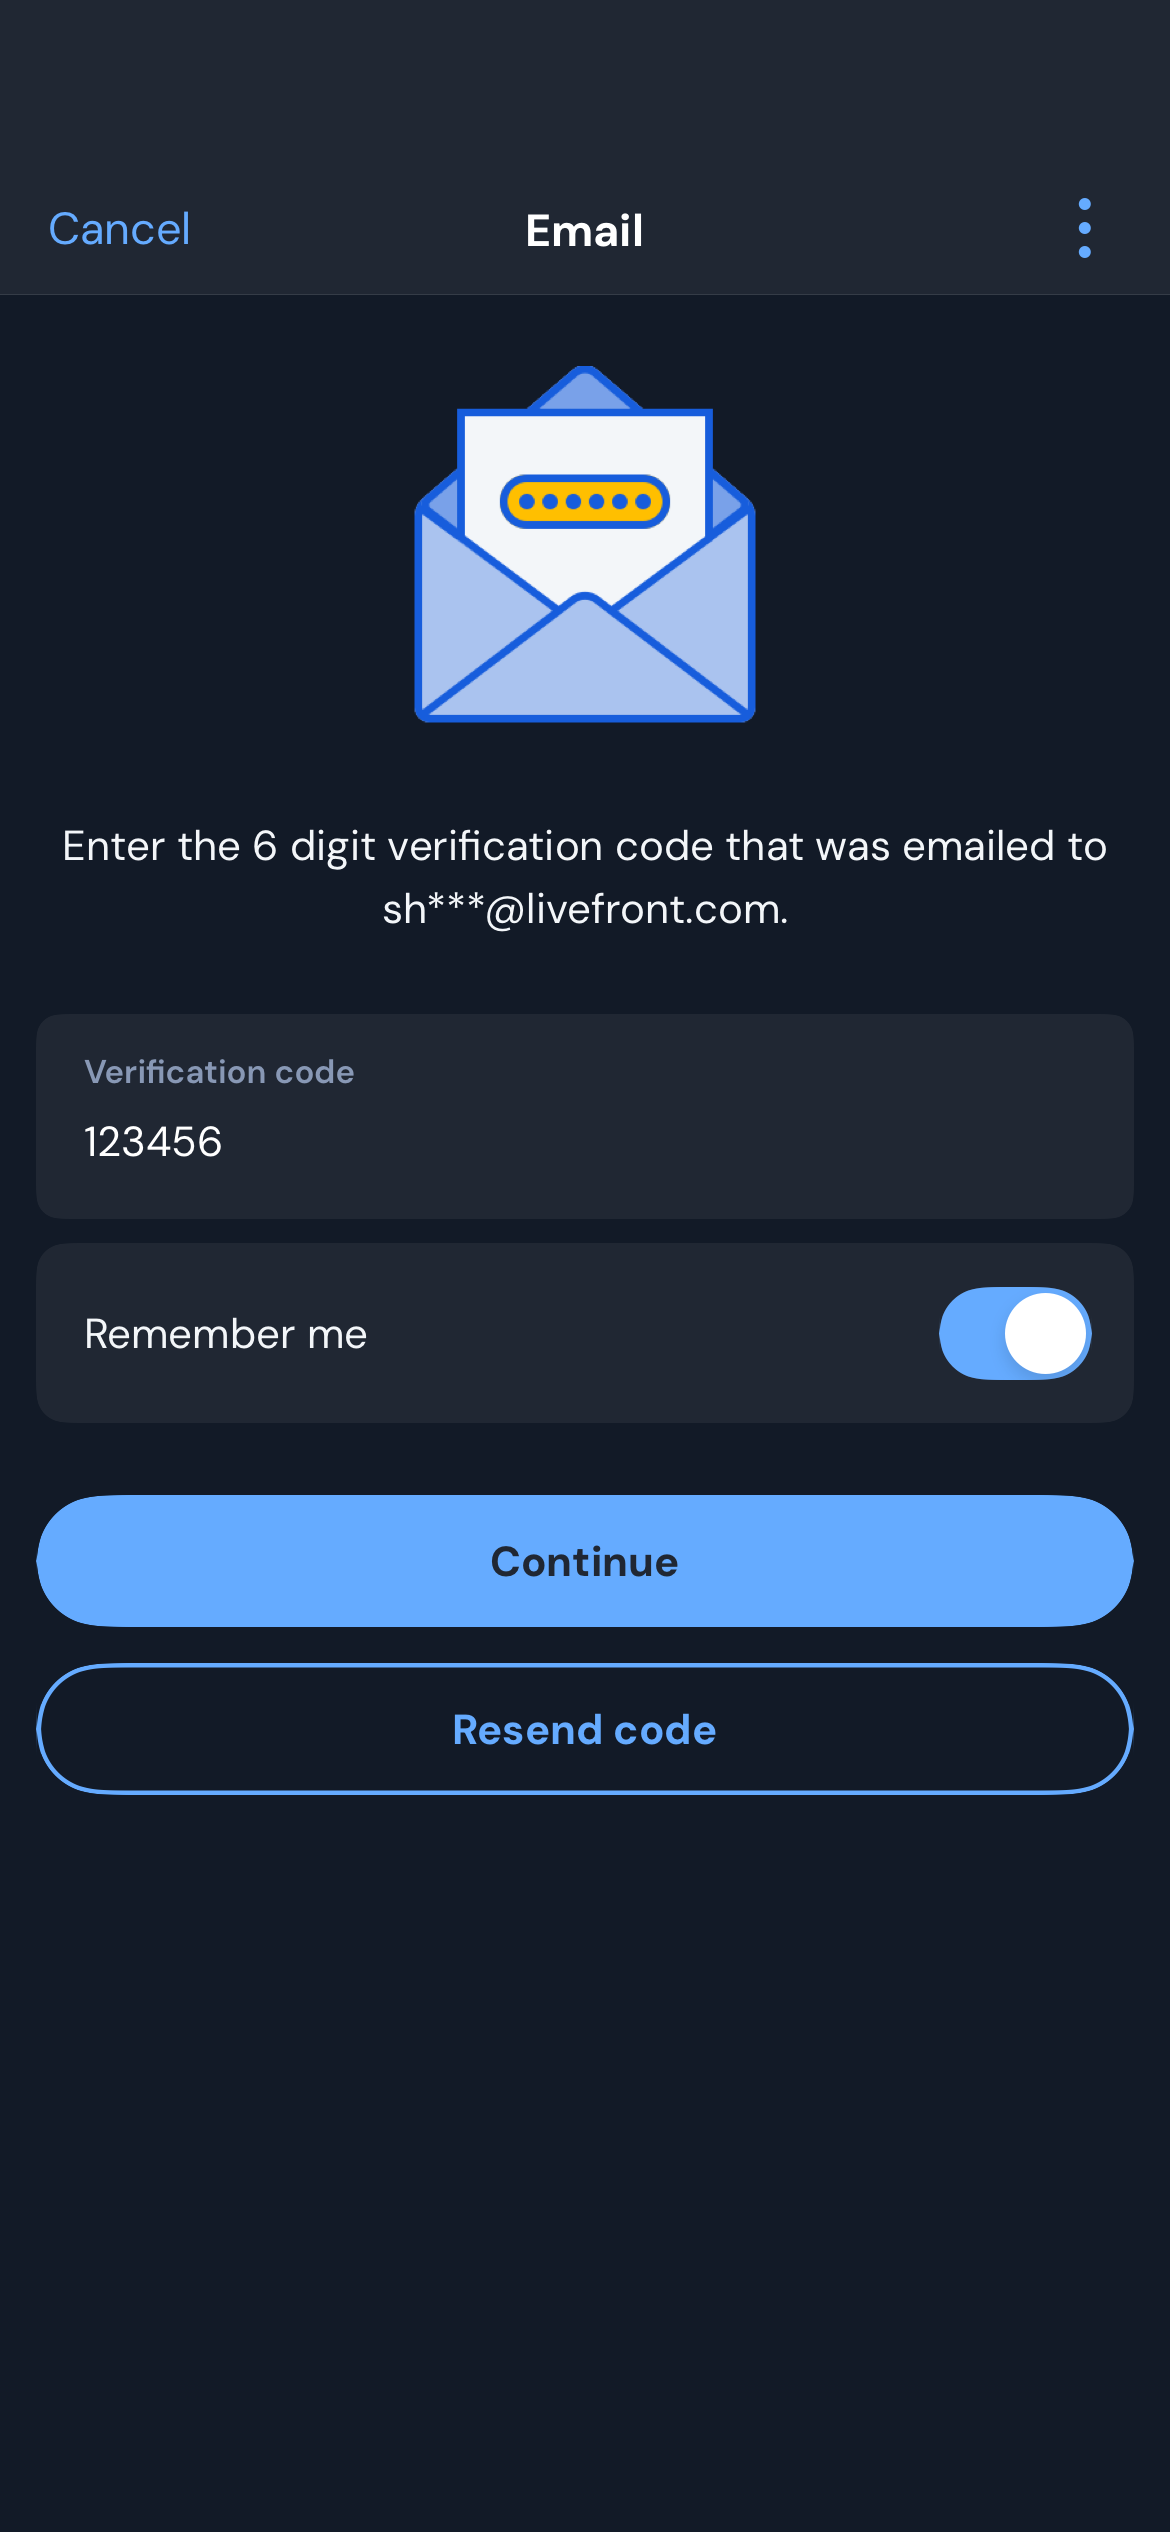 Cancel
Email
Enter the 6 digit verification code that was emailed to
sh***@livefront.com.
Verification code
123456
Remember me
Continue
Resend code